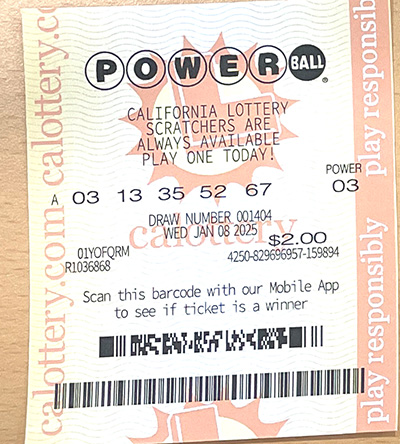 POWERBALL
CALIFORNIA LOTTERY
SCRATCHERS ARE
ALWAYS AVAILABLE
PLAY ONE TODAY!
POWER
A 03 13 35 52 67 03
DRAW NUMBER 001404
WED JAN 08 2025
$2.00
01YOFQRM
R1036868
4250-829696957-159894
Scan this barcode with our Mobile App
to see if ticket is a winner
calottery
calottery.com calottery.co
play responsibly
play responsib